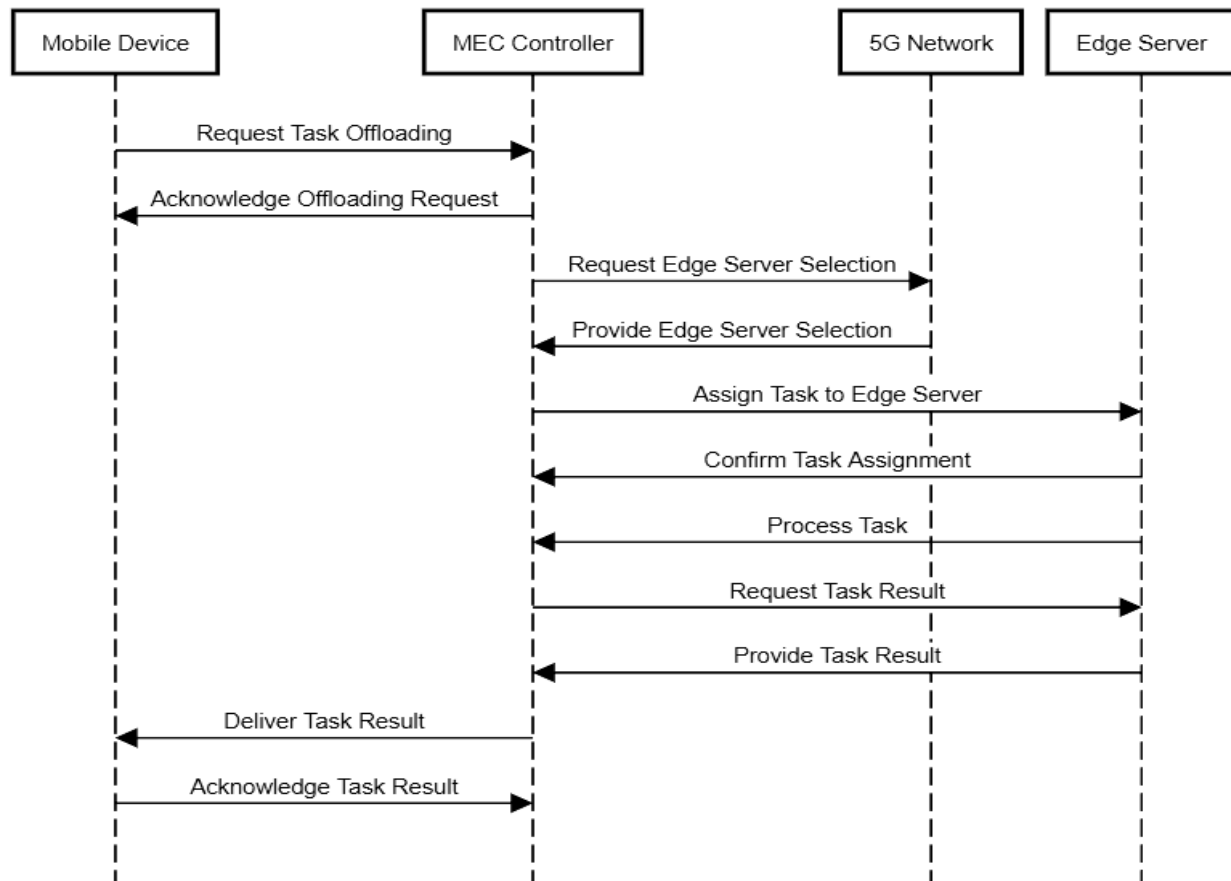 Mobile Device
MEC Controller
5G Network
Edge Server
Request Task Offloading
Acknowledge Offloading Request
Request Edge Server Selection
Provide Edge Server Selection
Assign Task to Edge Server
Confirm Task Assignment
Process Task
Request Task Result
Provide Task Result
Deliver Task Result
Acknowledge Task Result